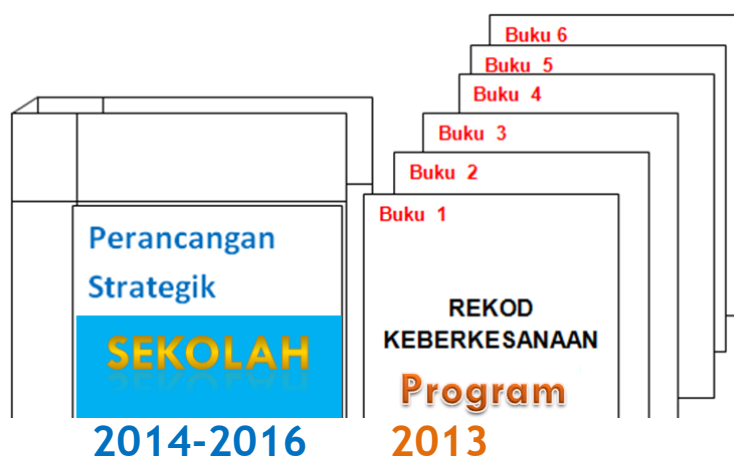 Buku 6
Buku 5
Buku 4
Buku 3
Buku 2
Buku 1
Perancangan
Strategik
SEKOLAH
2014-2016
REKOD
KEBERKESANAAN
Program
2013